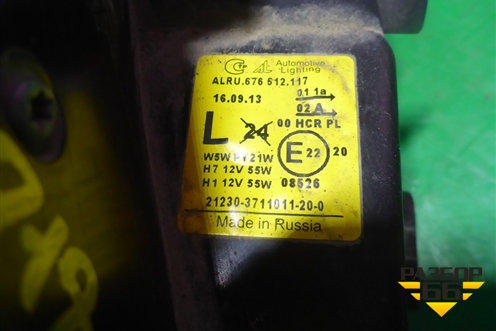 Automotive
Lighting
ALRU.676 512.117
16.09.13
01 1a
02 A
L 24 00 HCR PL
W5W PY21W
E 22 20
H7 12V 55W
H1 12V 55W 08526
21230-3711011-20-0
Made in Russia
РАЗБОР
66